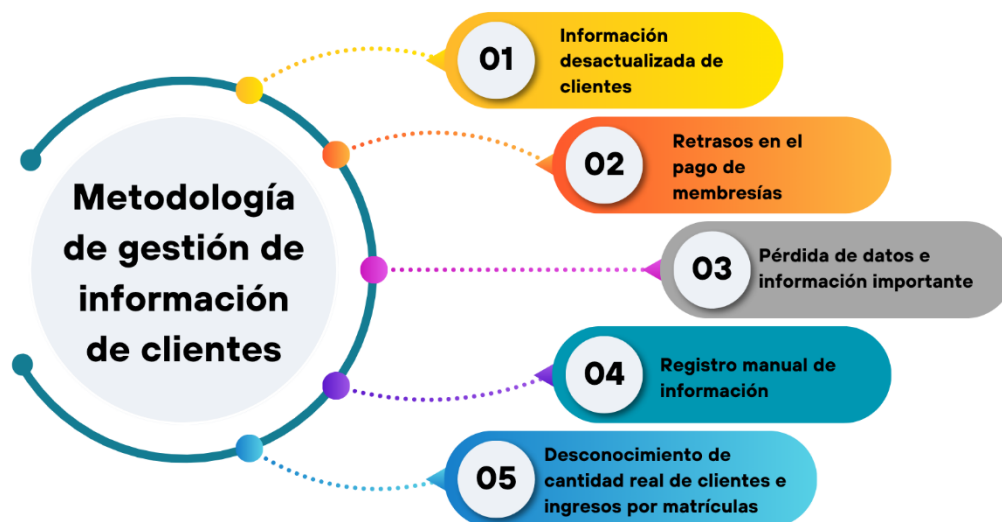 Metodología
de gestión de
información
de clientes
01
Información
desactualizada de
clientes
02
Retrasos en el
pago de
membresías
03
Pérdida de datos e
información importante
04
Registro manual de
información
05
Desconocimiento de
cantidad real de clientes e
ingresos por matrículas